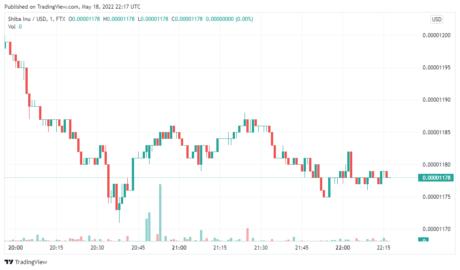 Published on TradingView.com, May 18, 2022 22:17 UTC
Shiba Inu / USD, 1, FTX O0.00001178 H0.00001178 L0.00001178 C0.00001178 0.00000000 (0.00%)
Vol 0
USD
0.00001200
0.00001195
0.00001190
0.00001185
0.00001180
0.00001178
0.00001175
0.00001170
0
20:00 20:15 20:30 20:45 21:00 21:15 21:30 21:45 22:00 22:15
TradingView